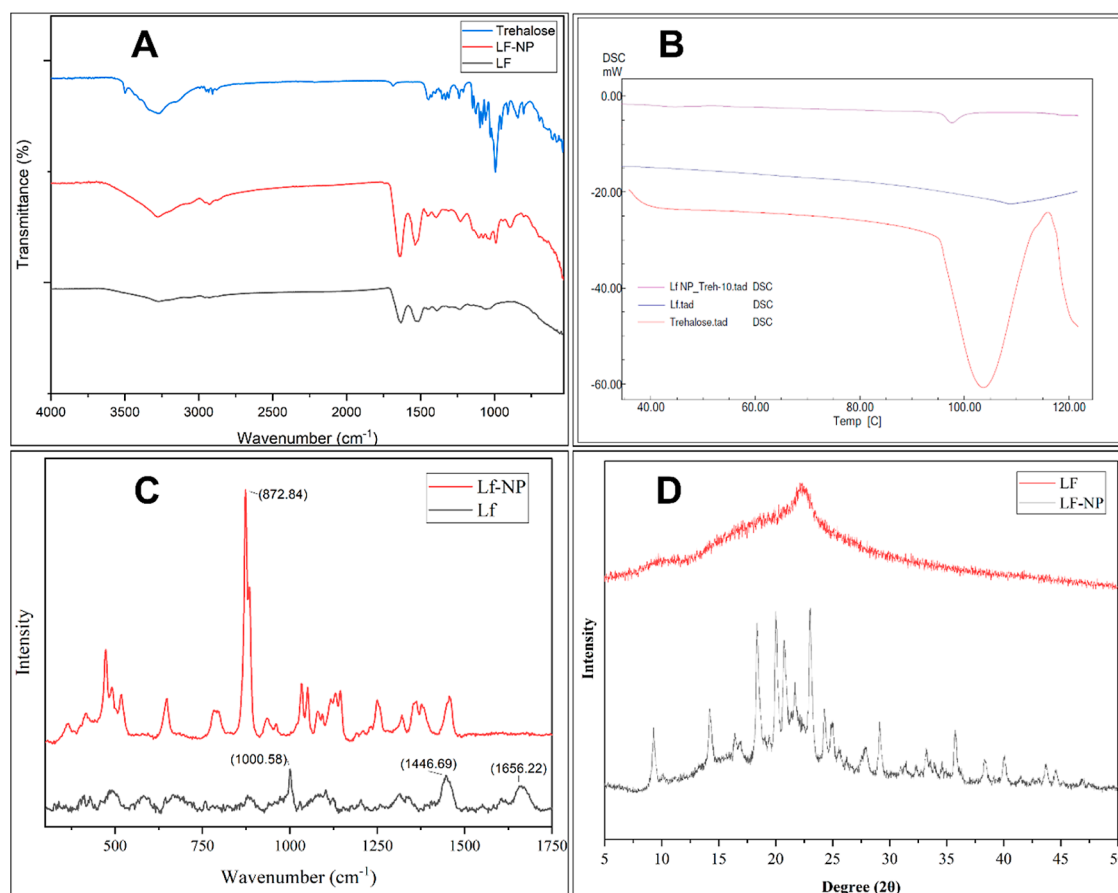 A
Trehalose
LF-NP
LF
Transmittance (%)
4000 3500 3000 2500 2000 1500 1000
Wavenumber (cm-1)
B
DSC
mW
0.00
-20.00
-40.00
-60.00
Lf NP_Treh-10.tad DSC
Lf.tad DSC
Trehalose.tad DSC
40.00 60.00 80.00 100.00 120.00
Temp [C]
C
Lf-NP
Lf
(872.84)
(1000.58)
(1446.69)
(1656.22)
Intensity
500 750 1000 1250 1500 1750
Wavenumber (cm-1)
D
LF
LF-NP
Intensity
5 10 15 20 25 30 35 40 45
Degree (2θ)